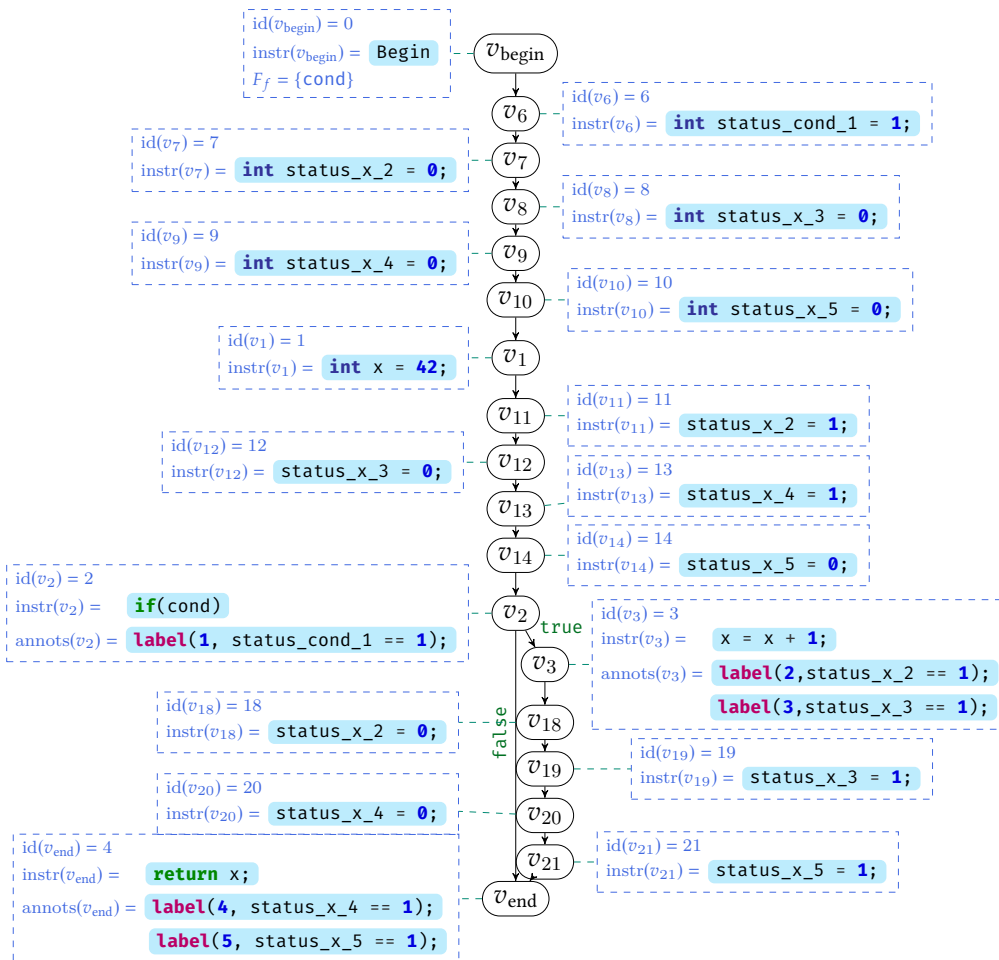 id(v_begin) = 0
instr(v_begin) = Begin
F_f = {cond}
v_begin
id(v_6) = 6
instr(v_6) = int status_cond_1 = 1;
v_6
id(v_7) = 7
instr(v_7) = int status_x_2 = 0;
v_7
id(v_8) = 8
instr(v_8) = int status_x_3 = 0;
v_8
id(v_9) = 9
instr(v_9) = int status_x_4 = 0;
v_9
id(v_10) = 10
instr(v_10) = int status_x_5 = 0;
v_10
id(v_1) = 1
instr(v_1) = int x = 42;
v_1
id(v_11) = 11
instr(v_11) = status_x_2 = 1;
v_11
id(v_12) = 12
instr(v_12) = status_x_3 = 0;
v_12
id(v_13) = 13
instr(v_13) = status_x_4 = 1;
v_13
id(v_14) = 14
instr(v_14) = status_x_5 = 0;
v_14
id(v_2) = 2
instr(v_2) = if(cond)
annots(v_2) = label(1, status_cond_1 == 1);
v_2
true
false
id(v_3) = 3
instr(v_3) = x = x + 1;
annots(v_3) = label(2,status_x_2 == 1);
label(3,status_x_3 == 1);
v_3
id(v_18) = 18
instr(v_18) = status_x_2 = 0;
v_18
id(v_19) = 19
instr(v_19) = status_x_3 = 1;
v_19
id(v_20) = 20
instr(v_20) = status_x_4 = 0;
v_20
id(v_21) = 21
instr(v_21) = status_x_5 = 1;
v_21
id(v_end) = 4
instr(v_end) = return x;
annots(v_end) = label(4, status_x_4 == 1);
label(5, status_x_5 == 1);
v_end